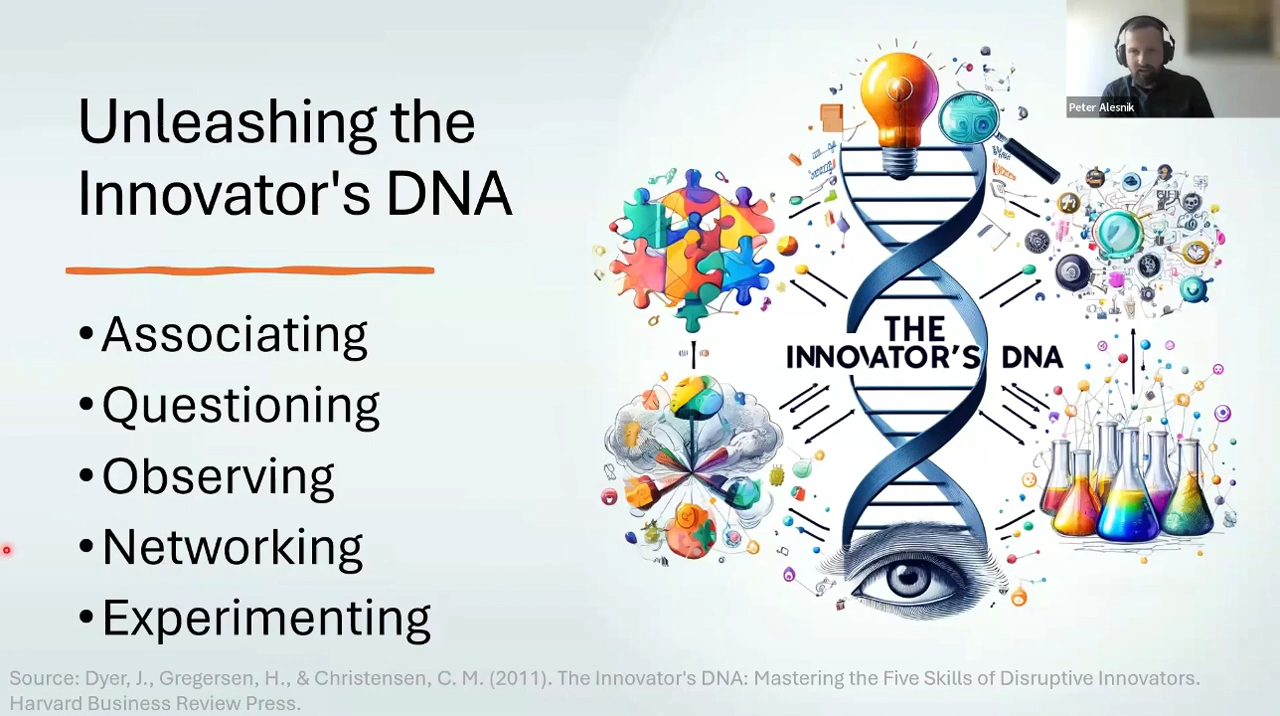 Unleashing the
Innovator's DNA
• Associating
• Questioning
• Observing
• Networking
• Experimenting
THE
INNOVATOR'S DNA
Peter Alesnik
Source: Dyer, J., Gregersen, H., & Christensen, C. M. (2011). The Innovator's DNA: Mastering the Five Skills of Disruptive Innovators.
Harvard Business Review Press.